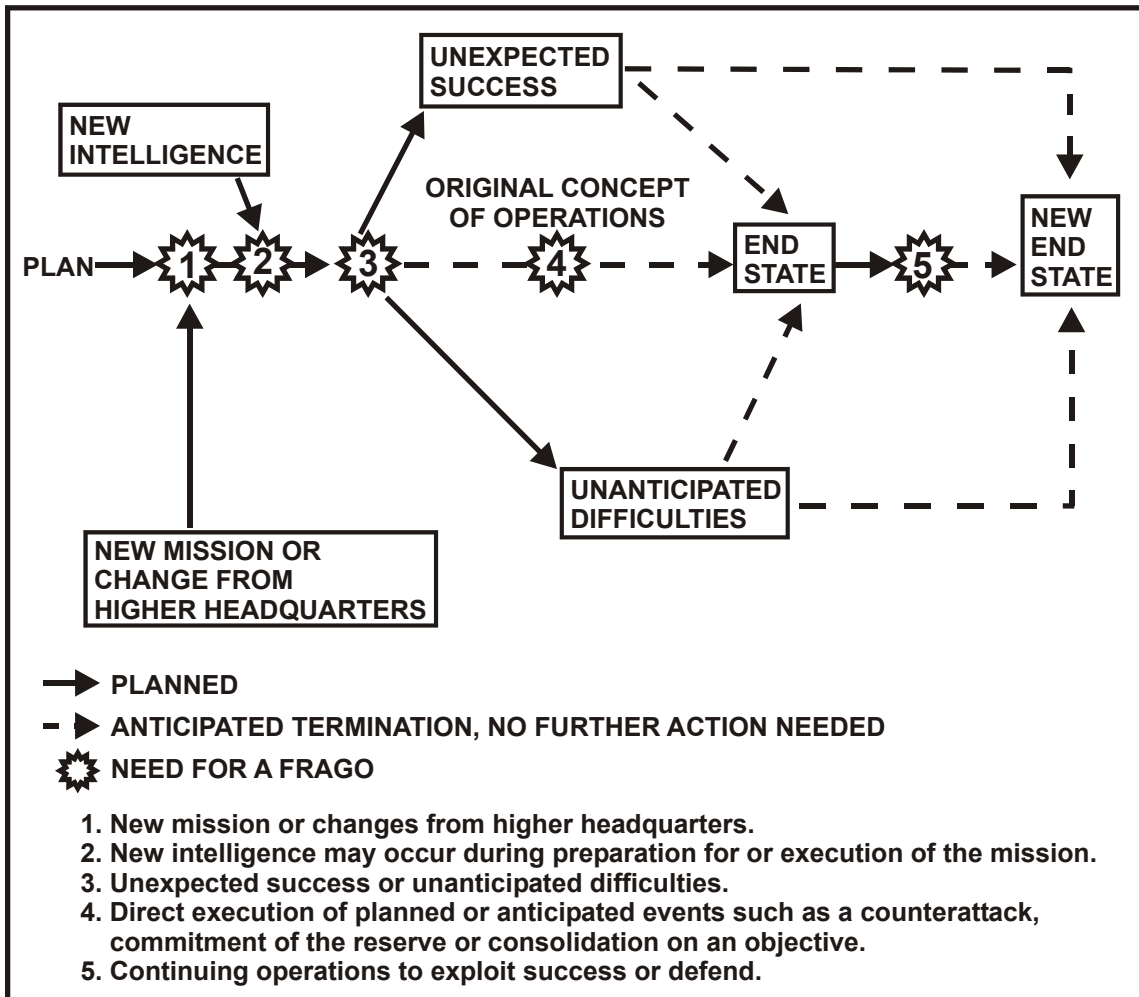 UNEXPECTED
SUCCESS
NEW
INTELLIGENCE
ORIGINAL CONCEPT
OF OPERATIONS
PLAN
1
2
3
4
END
STATE
5
NEW
END
STATE
UNANTICIPATED
DIFFICULTIES
NEW MISSION OR
CHANGE FROM
HIGHER HEADQUARTERS
PLANNED
ANTICIPATED TERMINATION, NO FURTHER ACTION NEEDED
NEED FOR A FRAGO
1. New mission or changes from higher headquarters.
2. New intelligence may occur during preparation for or execution of the mission.
3. Unexpected success or unanticipated difficulties.
4. Direct execution of planned or anticipated events such as a counterattack,
commitment of the reserve or consolidation on an objective.
5. Continuing operations to exploit success or defend.